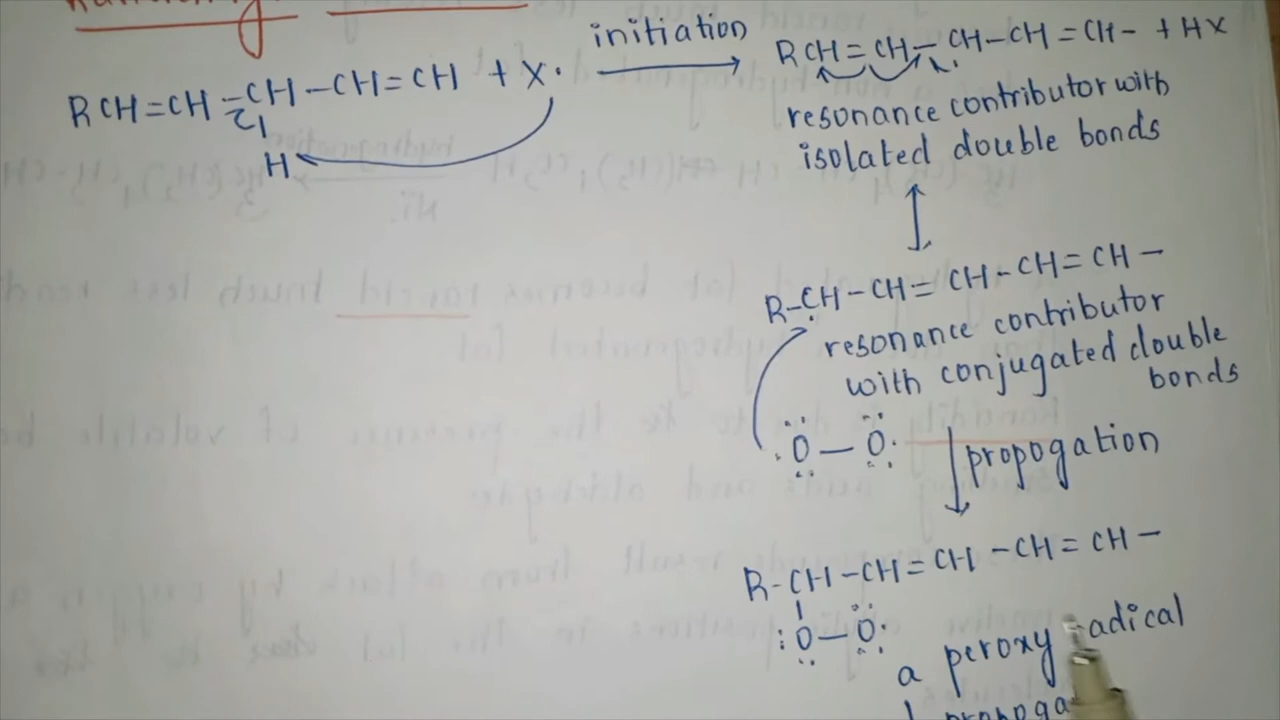 initiation
RCH=CH-CH-CH=CH + X· → RCH=CH-CH-CH=CH- + HX
H
resonance contributor with
isolated double bonds
R-CH-CH=CH-CH=CH-
resonance contributor
with conjugated double
bonds
O-O
propogation
R-CH-CH=CH-CH=CH-
O-O
a peroxy radical